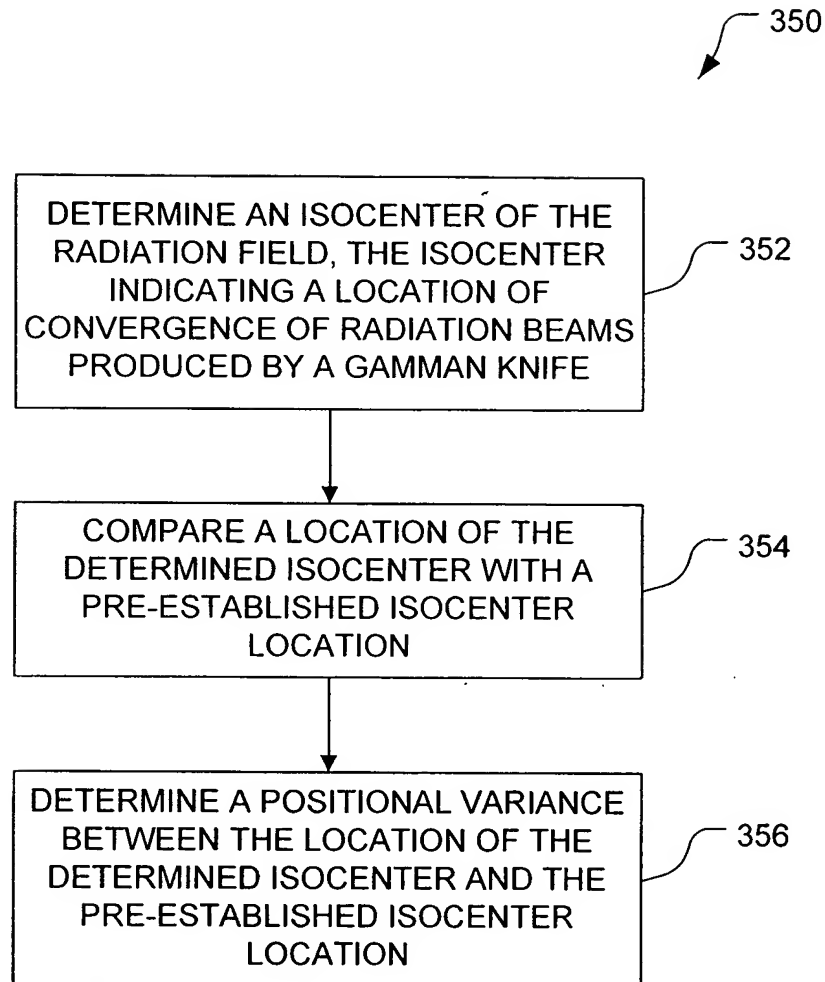 350
DETERMINE AN ISOCENTER OF THE
RADIATION FIELD, THE ISOCENTER
INDICATING A LOCATION OF
CONVERGENCE OF RADIATION BEAMS
PRODUCED BY A GAMMAN KNIFE
352
COMPARE A LOCATION OF THE
DETERMINED ISOCENTER WITH A
PRE-ESTABLISHED ISOCENTER
LOCATION
354
DETERMINE A POSITIONAL VARIANCE
BETWEEN THE LOCATION OF THE
DETERMINED ISOCENTER AND THE
PRE-ESTABLISHED ISOCENTER
LOCATION
356